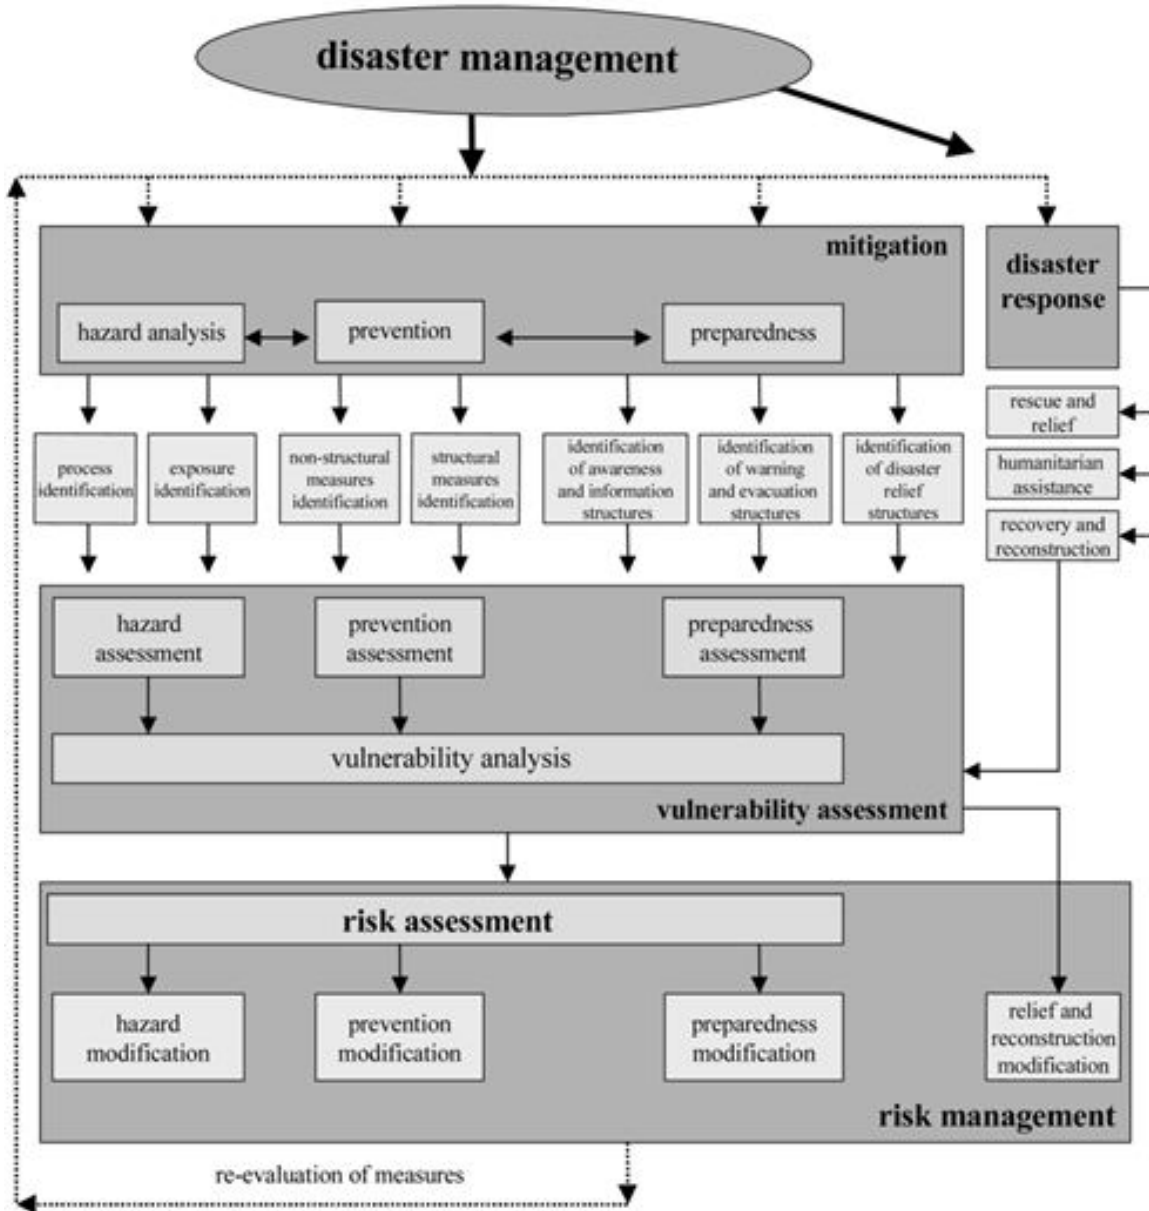 disaster management
mitigation
hazard analysis
prevention
preparedness
disaster
response
process
identification
exposure
identification
non-structural
measures
identification
structural
measures
identification
identification
of awareness
and information
structures
identification
of warning
and evacuation
structures
identification
of disaster
relief
structures
rescue and
relief
humanitarian
assistance
recovery and
reconstruction
hazard
assessment
prevention
assessment
preparedness
assessment
vulnerability analysis
vulnerability assessment
risk assessment
hazard
modification
prevention
modification
preparedness
modification
relief and
reconstruction
modification
risk management
re-evaluation of measures